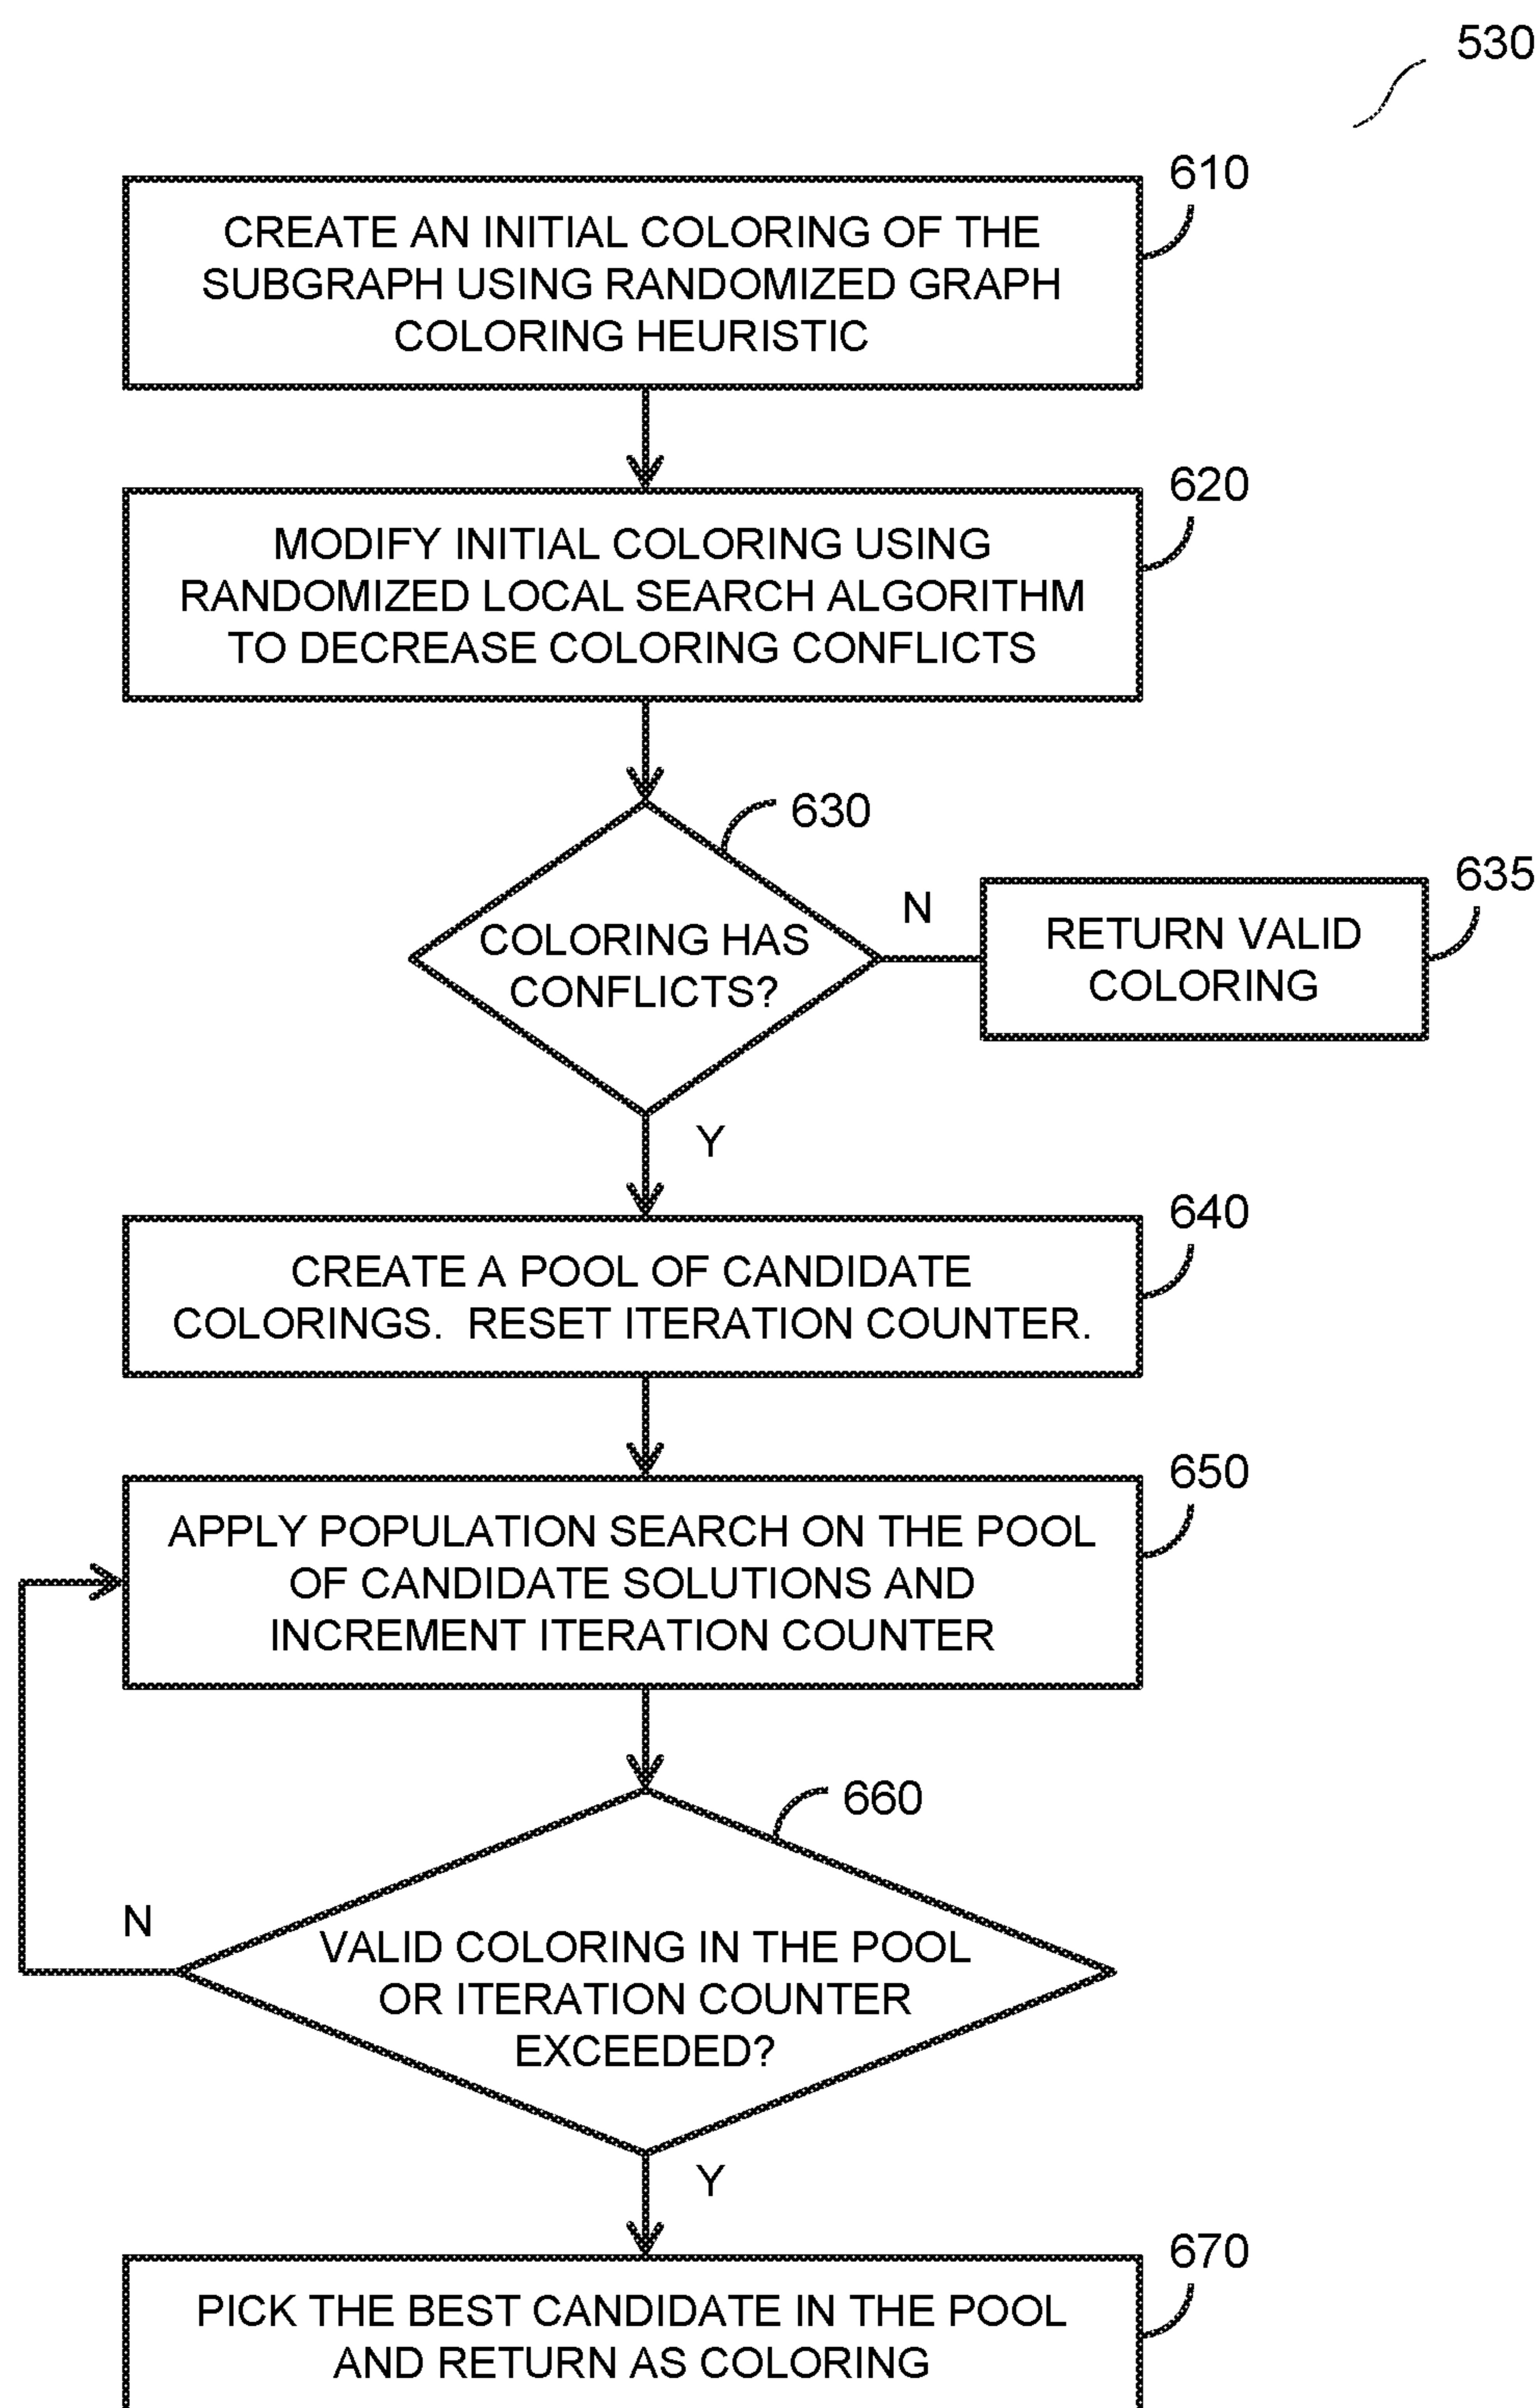 530
610
CREATE AN INITIAL COLORING OF THE
SUBGRAPH USING RANDOMIZED GRAPH
COLORING HEURISTIC
620
MODIFY INITIAL COLORING USING
RANDOMIZED LOCAL SEARCH ALGORITHM
TO DECREASE COLORING CONFLICTS
630
COLORING HAS
CONFLICTS?
N
635
RETURN VALID
COLORING
Y
640
CREATE A POOL OF CANDIDATE
COLORINGS. RESET ITERATION COUNTER.
650
APPLY POPULATION SEARCH ON THE POOL
OF CANDIDATE SOLUTIONS AND
INCREMENT ITERATION COUNTER
660
N
VALID COLORING IN THE POOL
OR ITERATION COUNTER
EXCEEDED?
Y
670
PICK THE BEST CANDIDATE IN THE POOL
AND RETURN AS COLORING